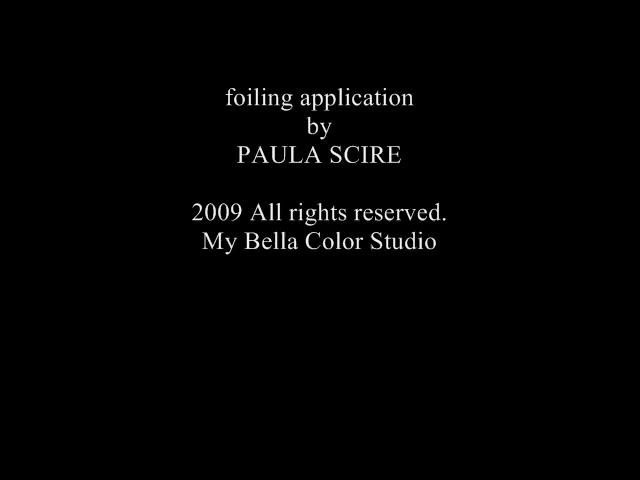 foiling application
by
PAULA SCIRE
2009 All rights reserved.
My Bella Color Studio